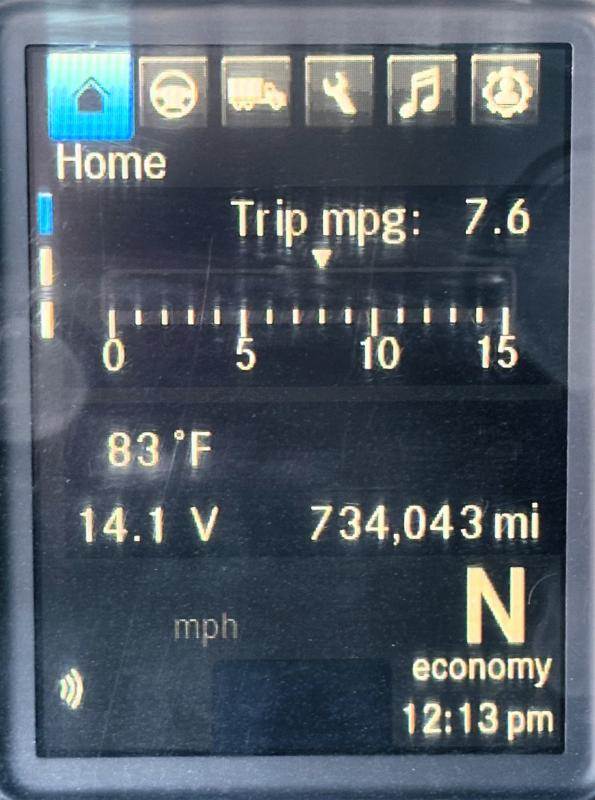 Home
Trip mpg: 7.6
0 5 10 15
83 °F
14.1 V 734,043 mi
mph N
economy
12:13 pm